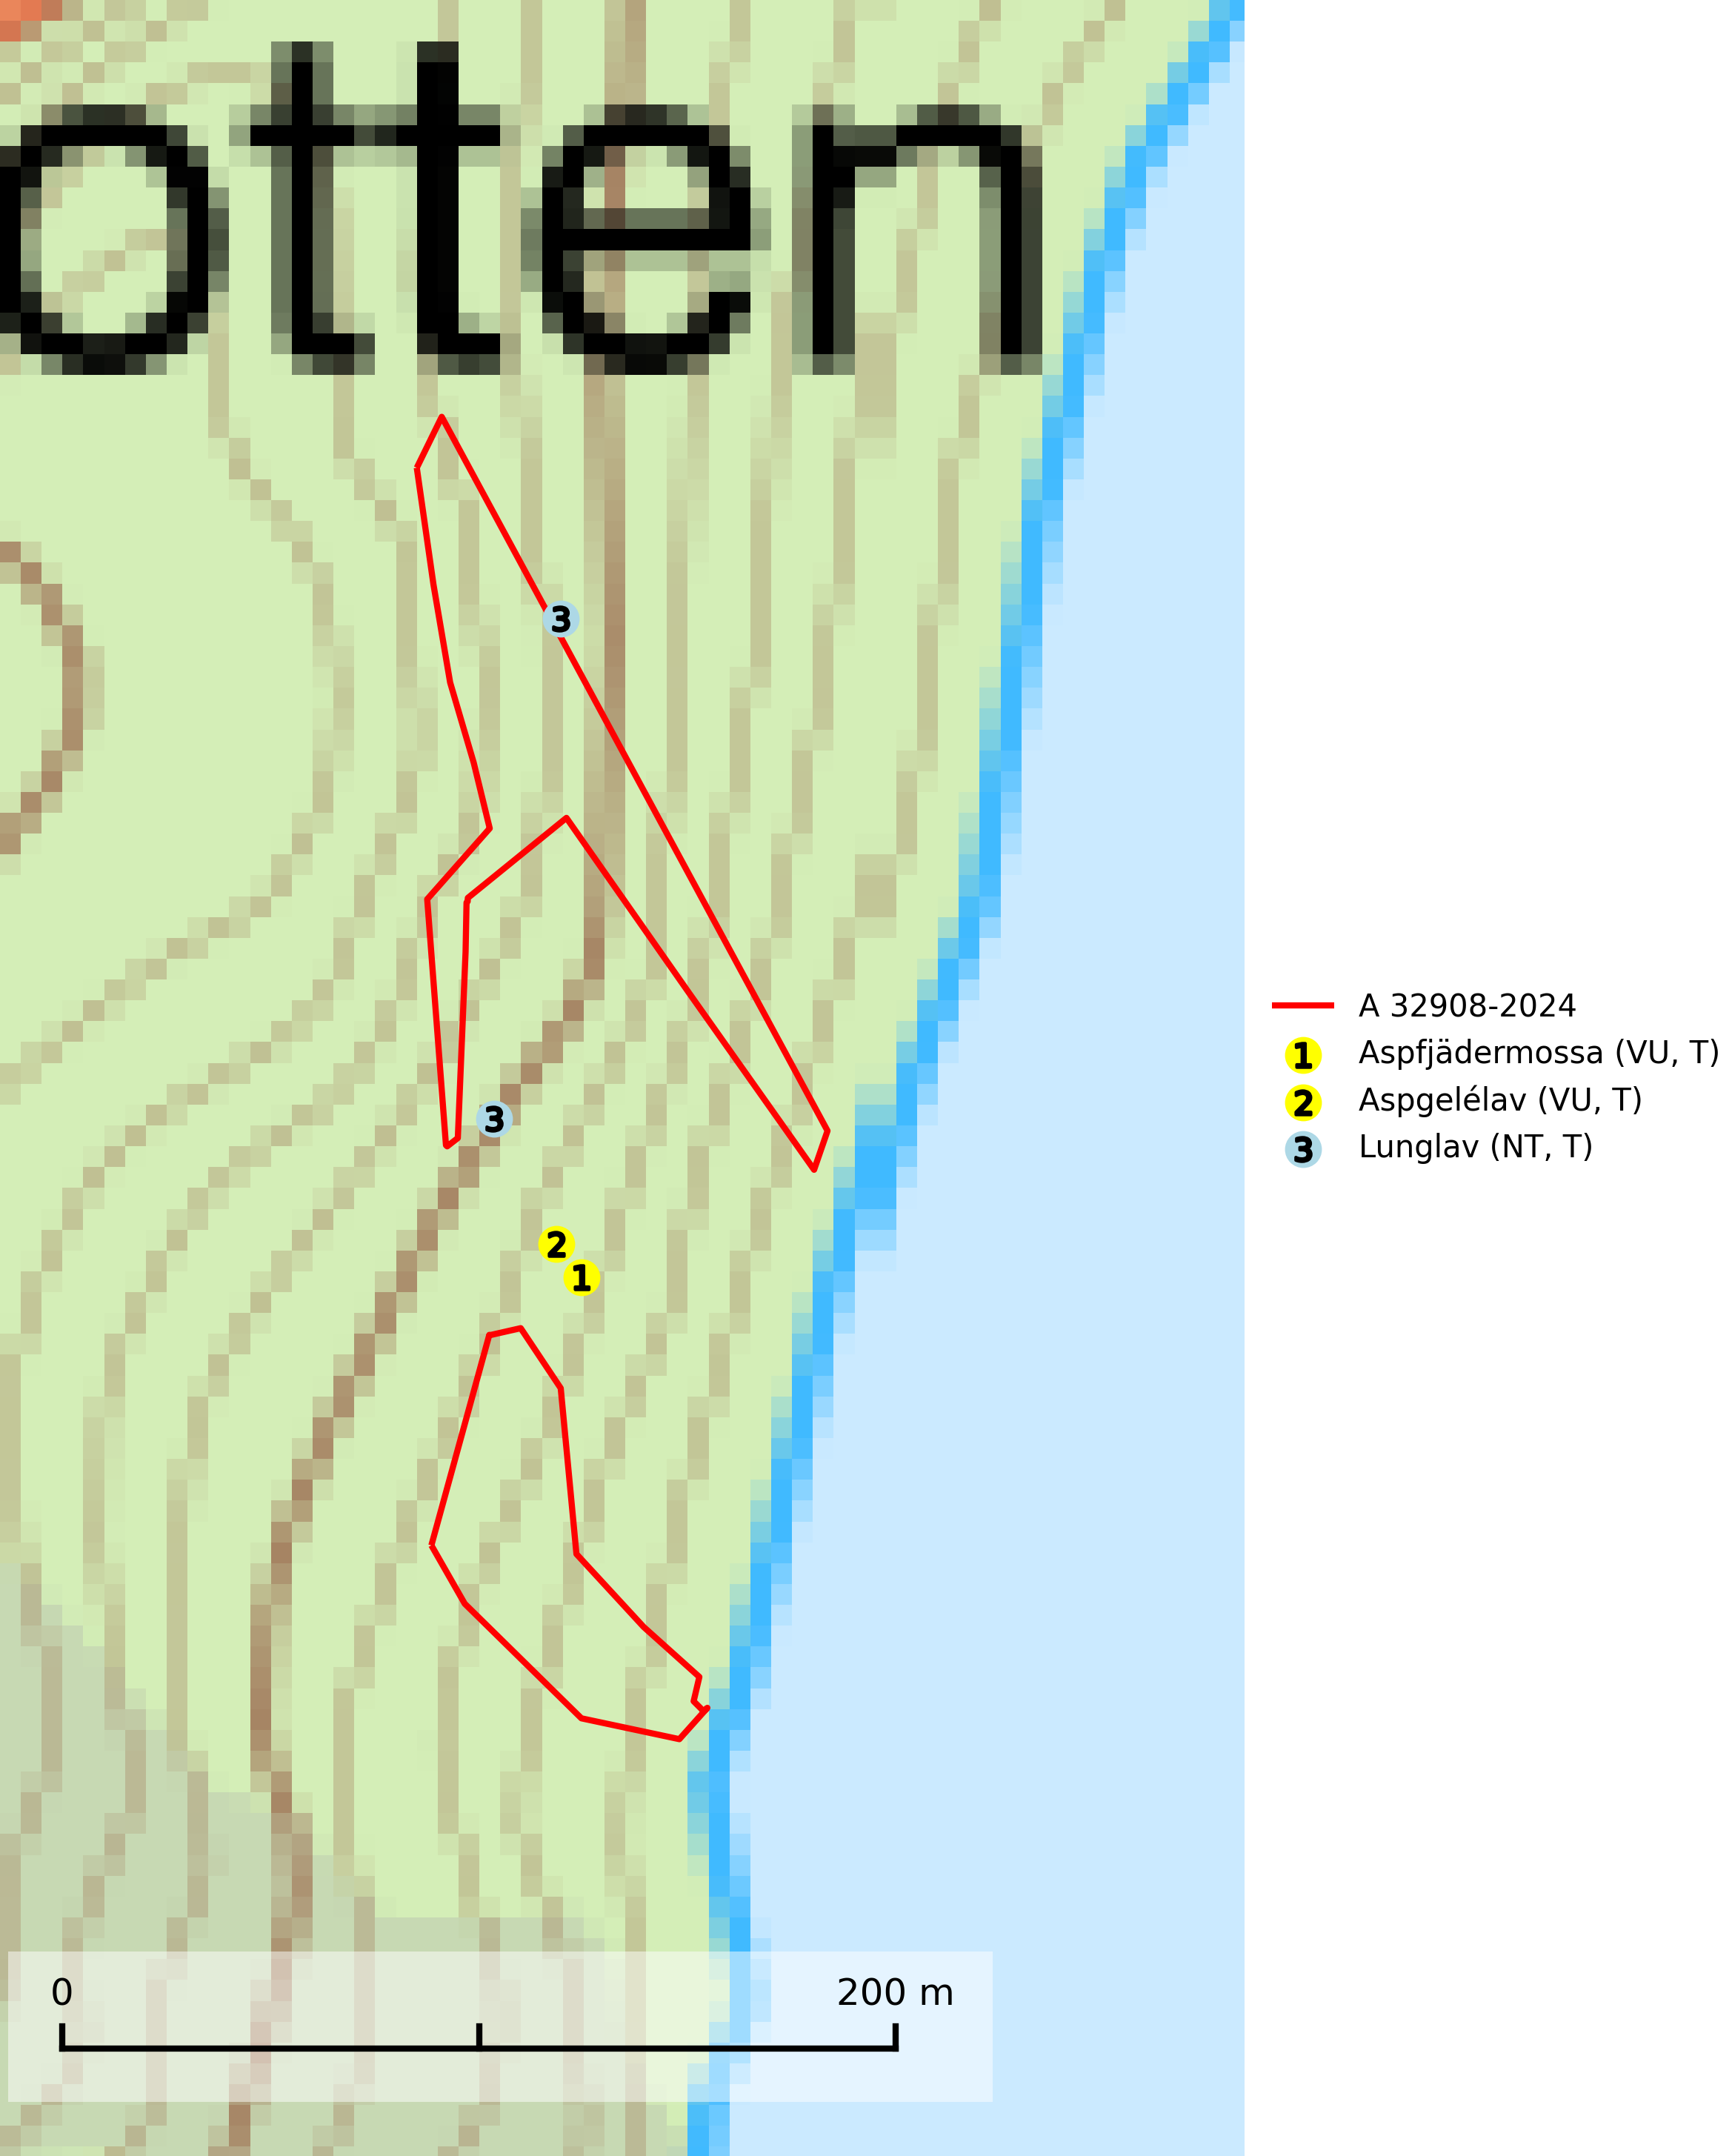 otten
3
3
2
1
A 32908-2024
1 Aspfjädermossa (VU, T)
2 Aspgelélav (VU, T)
3 Lunglav (NT, T)
0 200 m